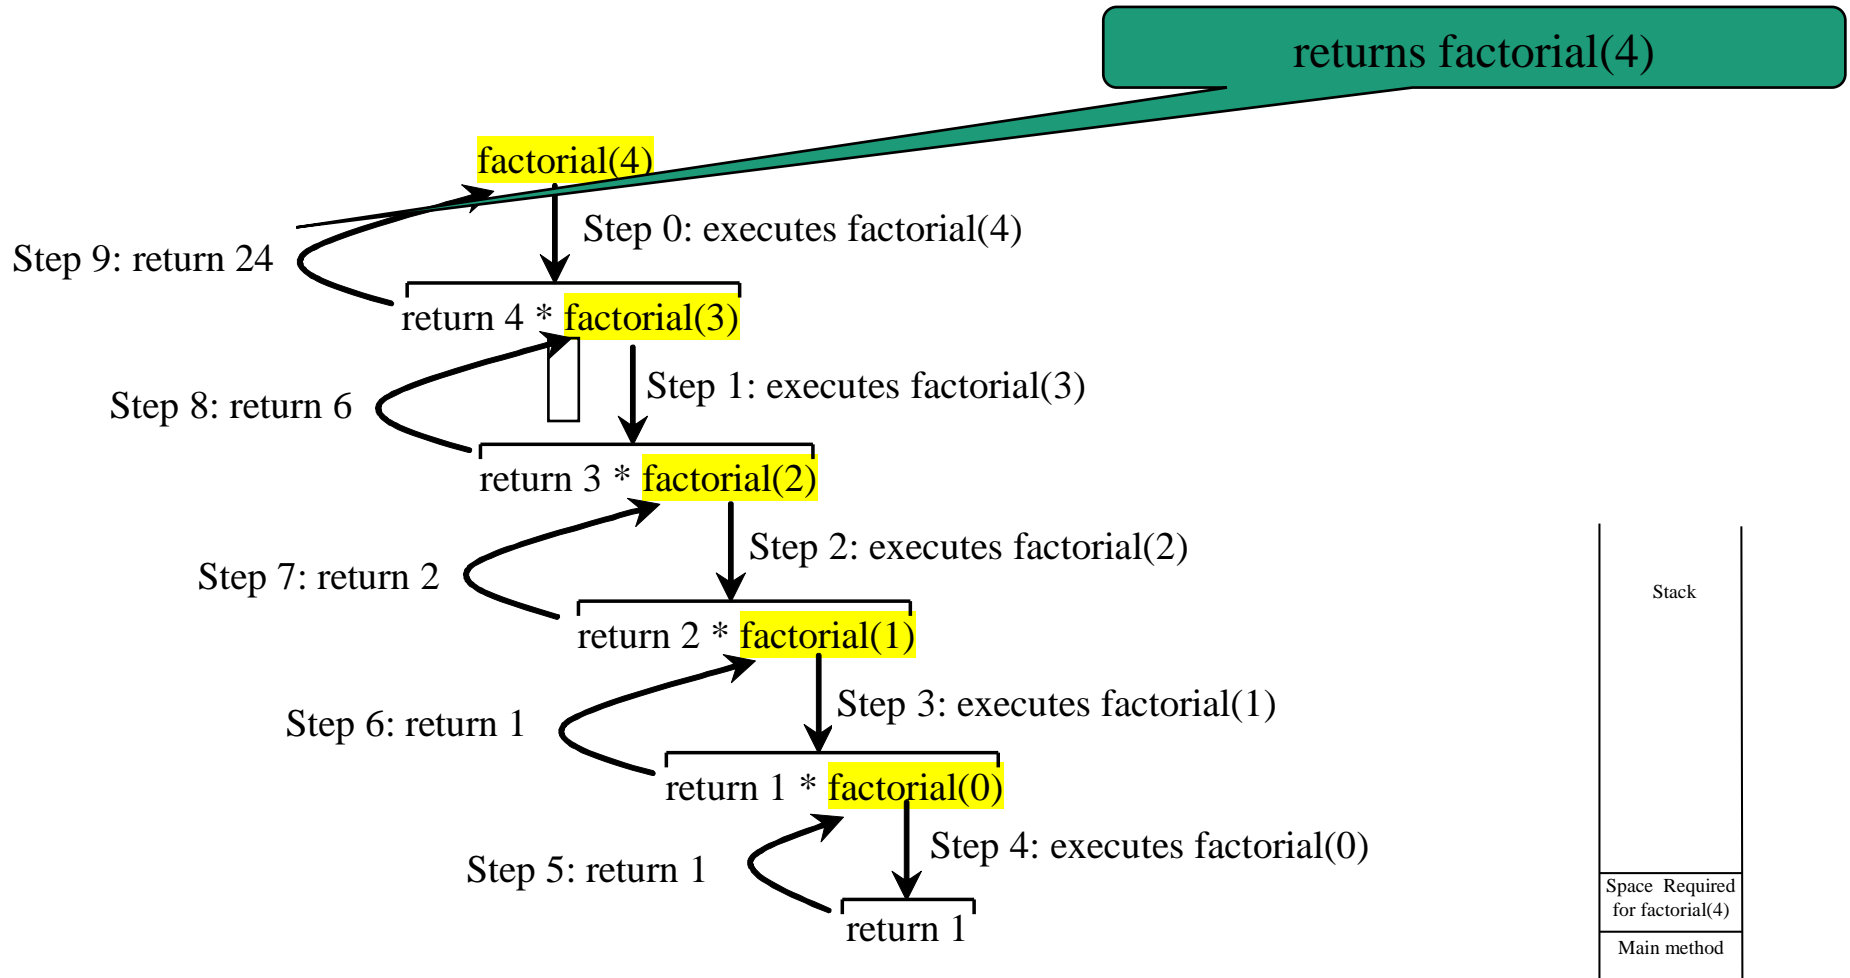 returns factorial(4)
factorial(4)
Step 0: executes factorial(4)
Step 9: return 24
return 4 * factorial(3)
Step 1: executes factorial(3)
Step 8: return 6
return 3 * factorial(2)
Step 2: executes factorial(2)
Step 7: return 2
Stack
return 2 * factorial(1)
Step 3: executes factorial(1)
Step 6: return 1
return 1 * factorial(0)
Step 4: executes factorial(0)
Step 5: return 1
return 1
Space Required
for factorial(4)
Main method